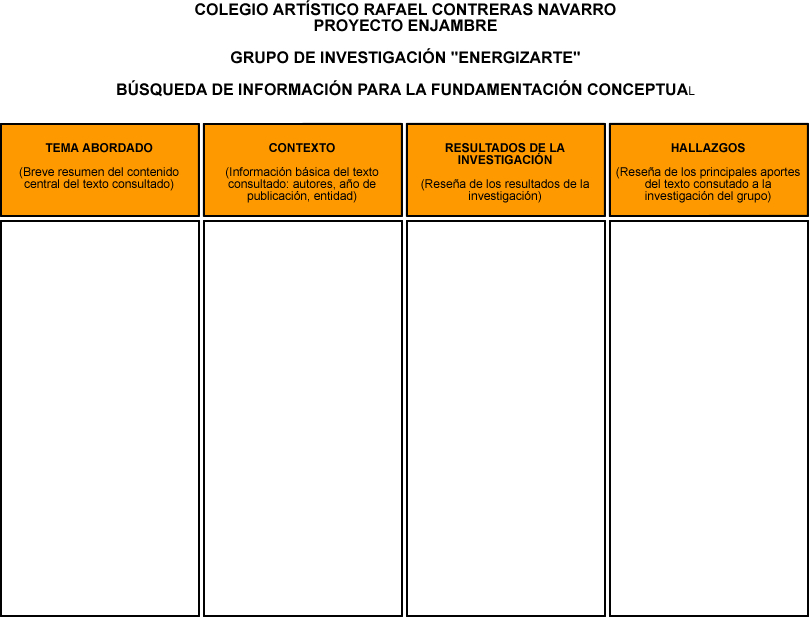 COLEGIO ARTÍSTICO RAFAEL CONTRERAS NAVARRO
PROYECTO ENJAMBRE
GRUPO DE INVESTIGACIÓN "ENERGIZARTE"
BÚSQUEDA DE INFORMACIÓN PARA LA FUNDAMENTACIÓN CONCEPTUAL
TEMA ABORDADO
(Breve resumen del contenido
central del texto consultado)
CONTEXTO
(Información básica del texto
consultado: autores, año de
publicación, entidad)
RESULTADOS DE LA
INVESTIGACIÓN
(Reseña de los resultados de la
investigación)
HALLAZGOS
(Reseña de los principales aportes
del texto consutado a la
investigación del grupo)